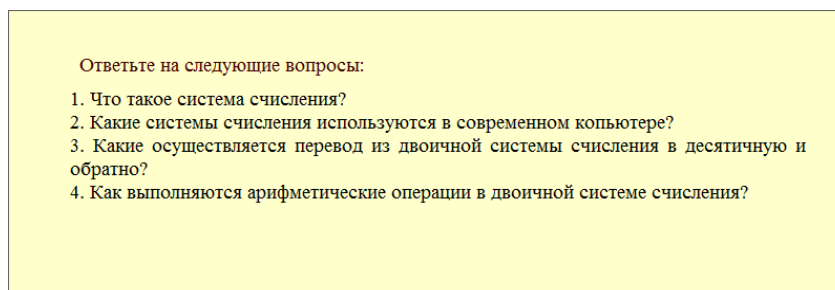 Ответьте на следующие вопросы:
1. Что такое система счисления?
2. Какие системы счисления используются в современном копьютере?
3. Какие осуществляется перевод из двоичной системы счисления в десятичную и
обратно?
4. Как выполняются арифметические операции в двоичной системе счисления?